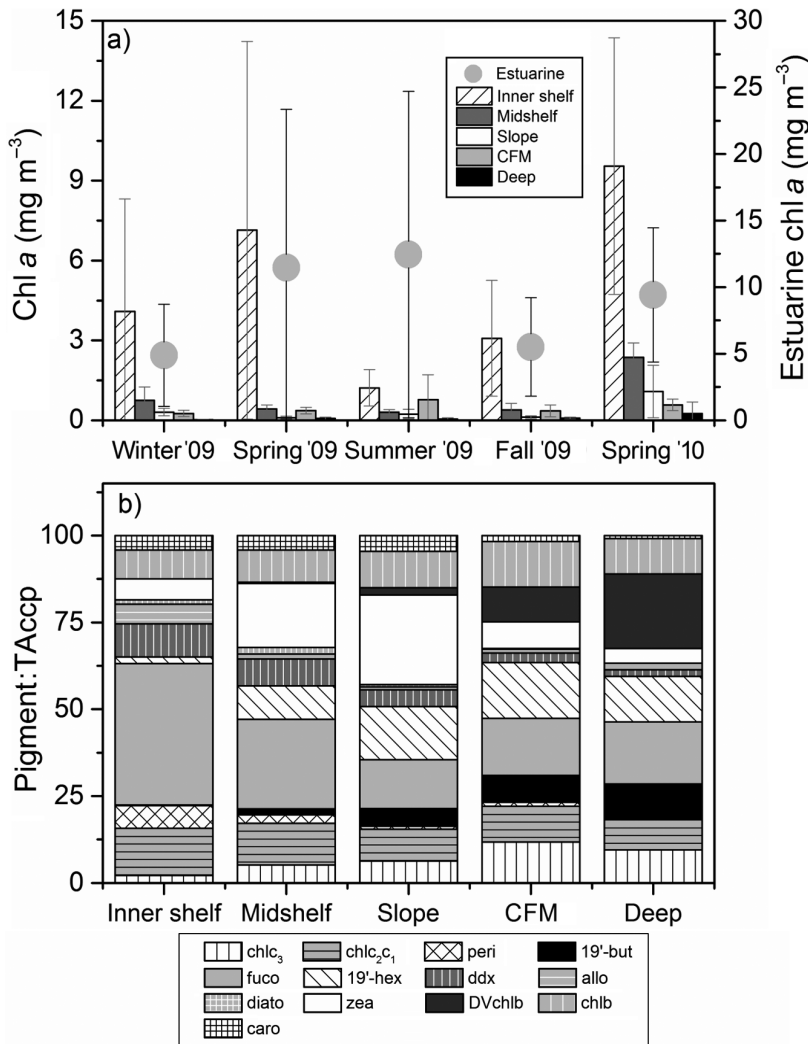 a)
15
12
9
6
3
0
Chl a (mg m⁻³)
30
25
20
15
10
5
0
Estuarine chl a (mg m⁻³)
Estuarine
Inner shelf
Midshelf
Slope
CFM
Deep
Winter '09 Spring '09 Summer '09 Fall '09 Spring '10
b)
100
75
50
25
0
Pigment:TAccp
Inner shelf Midshelf Slope CFM Deep
chlc₃ chlc₂c₁ peri 19'-but
fuco 19'-hex ddx allo
diato zea DVchlb chlb
caro